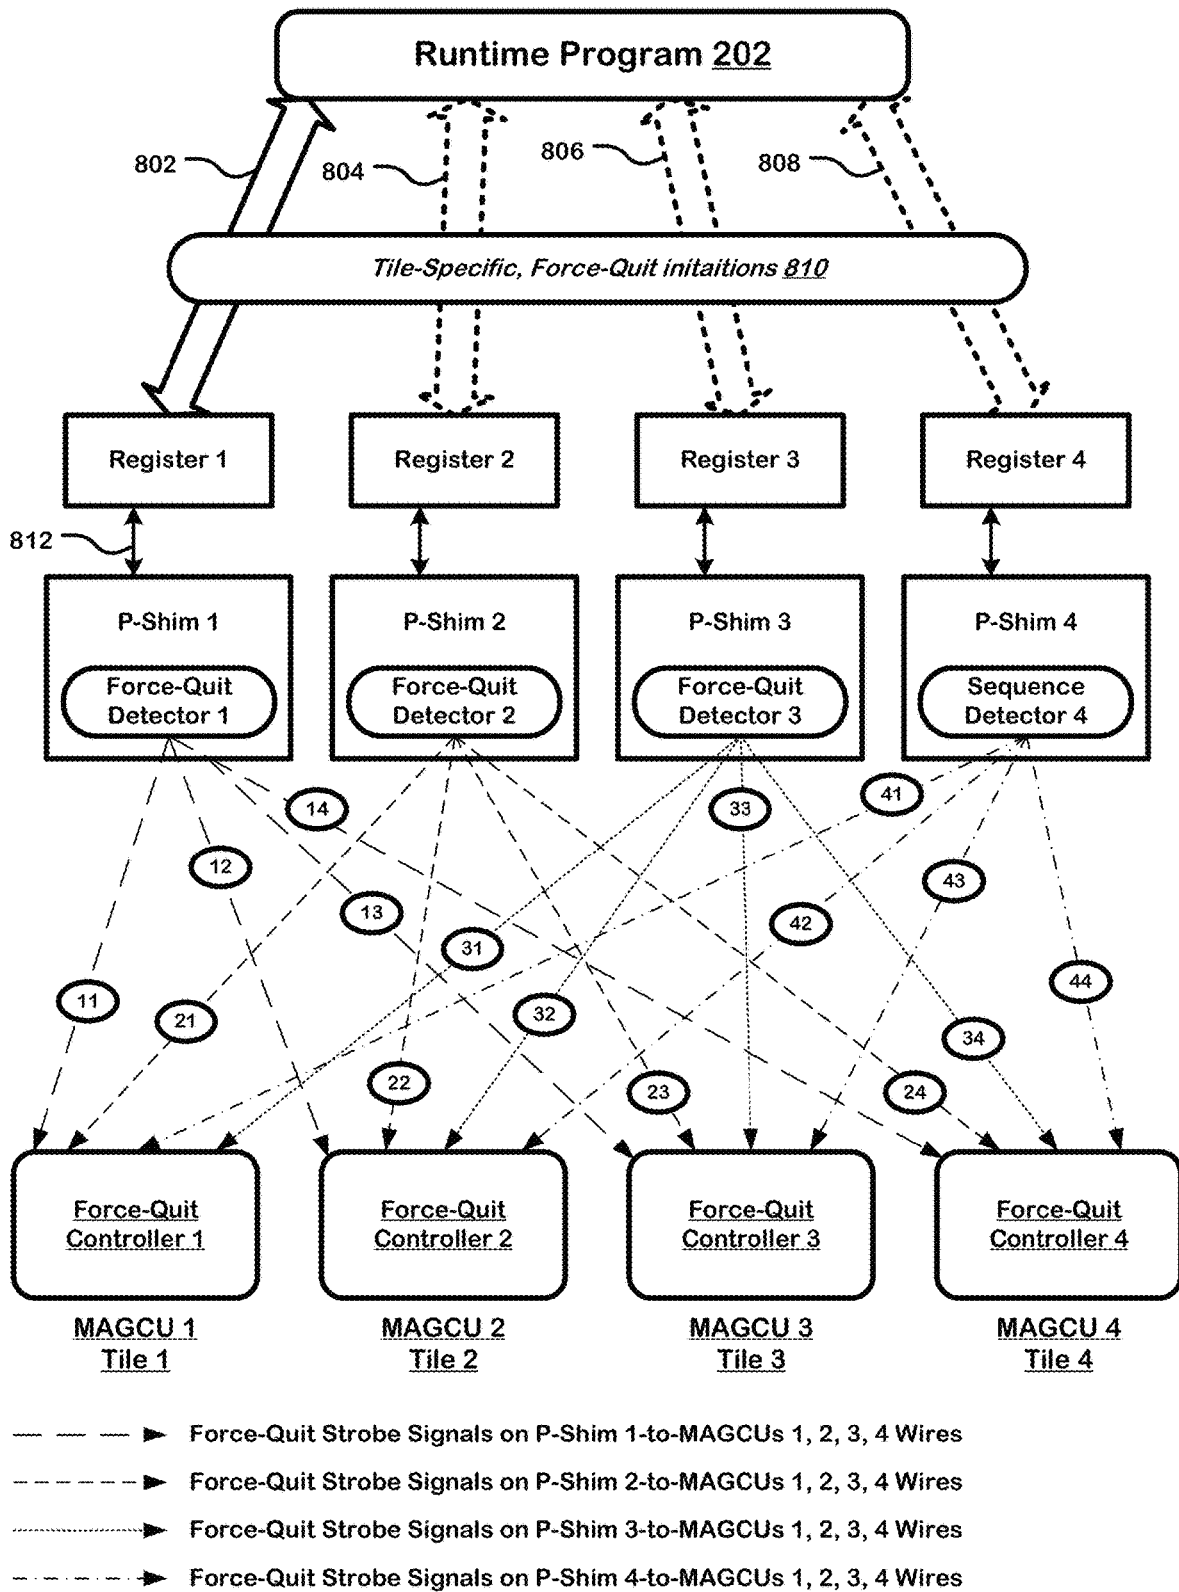 Runtime Program 202
802
804
806
808
Tile-Specific, Force-Quit initaitions 810
Register 1
Register 2
Register 3
Register 4
812
P-Shim 1
P-Shim 2
P-Shim 3
P-Shim 4
Force-Quit
Detector 1
Force-Quit
Detector 2
Force-Quit
Detector 3
Sequence
Detector 4
14
33
41
12
43
13
42
31
44
11
21
32
34
22
23
24
Force-Quit
Controller 1
Force-Quit
Controller 2
Force-Quit
Controller 3
Force-Quit
Controller 4
MAGCU 1
Tile 1
MAGCU 2
Tile 2
MAGCU 3
Tile 3
MAGCU 4
Tile 4
Force-Quit Strobe Signals on P-Shim 1-to-MAGCUs 1, 2, 3, 4 Wires
Force-Quit Strobe Signals on P-Shim 2-to-MAGCUs 1, 2, 3, 4 Wires
Force-Quit Strobe Signals on P-Shim 3-to-MAGCUs 1, 2, 3, 4 Wires
Force-Quit Strobe Signals on P-Shim 4-to-MAGCUs 1, 2, 3, 4 Wires